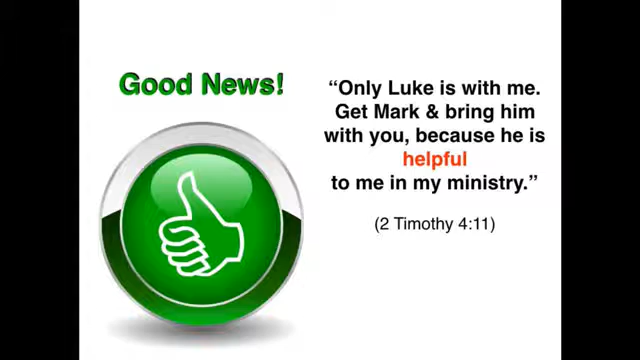 Good News!
“Only Luke is with me.
Get Mark & bring him
with you, because he is
helpful
to me in my ministry.”
(2 Timothy 4:11)